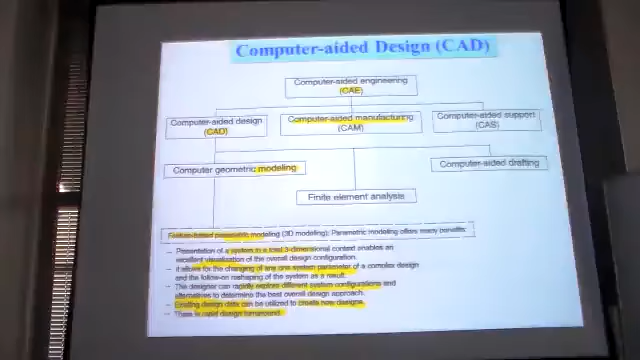 Computer-aided Design (CAD)
Computer-aided engineering
(CAE)
Computer-aided design
(CAD)
Computer-aided manufacturing
(CAM)
Computer-aided support
(CAS)
Computer geometric modeling
Computer-aided drafting
Finite element analysis
Feature-based parametric modeling (3D modeling): Parametric modeling offers many benefits:
- Presentation of a system in a total 3-dimensional context enables an
excellent visualization of the overall design configuration.
- It allows for the changing of any one system parameter of a complex design
and the follow-on reshaping of the system as a result.
- The designer can rapidly explore different system configurations and
alternatives to determine the best overall design approach.
- Existing design data can be utilized to create new designs.
- There is rapid design turnaround.